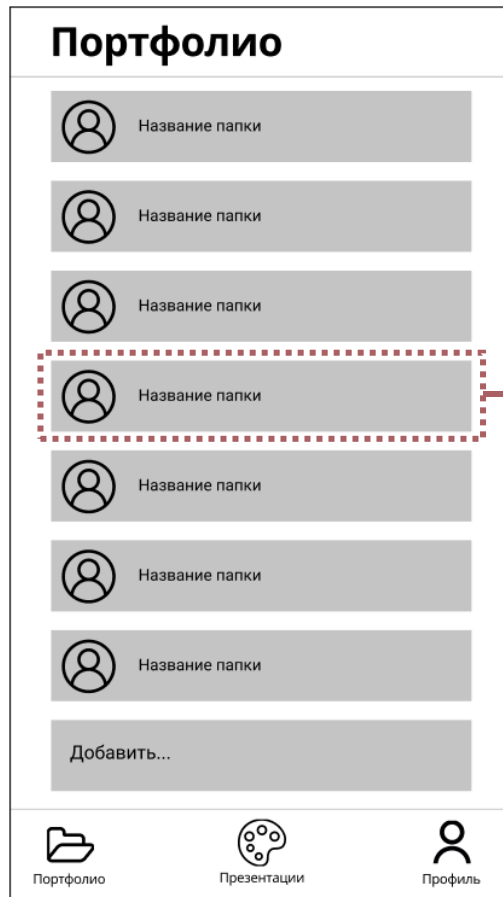 Портфолио
Название папки
Название папки
Название папки
Название папки
Название папки
Название папки
Название папки
Добавить...
Портфолио
Презентации
Профиль